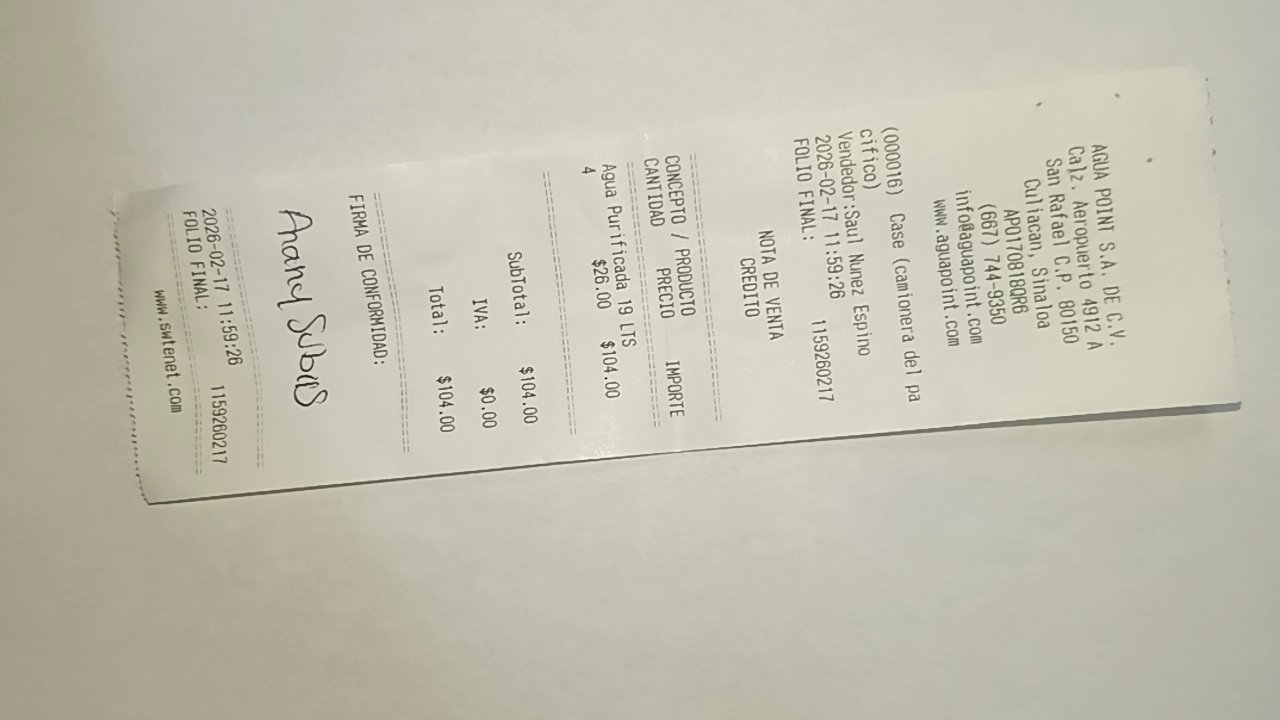 AGUA POINT S.A. DE C.V.
Calz. Aeropuerto 4912 A
San Rafael C.P. 80150
Culiacan, Sinaloa
APO1708180R6
(667) 744-9350
info@aguapoint.com
www.aguapoint.com
(000016) Case (camionera del pa
cifico)
Vendedor:Saul Nunez Espino
2026-02-17 11:59:26 1159260217
FOLIO FINAL:
NOTA DE VENTA
CREDITO
CONCEPTO / PRODUCTO
CANTIDAD PRECIO IMPORTE
Agua Purificada 19 LTS
4 $26.00 $104.00
SubTotal: $104.00
IVA: $0.00
Total: $104.00
FIRMA DE CONFORMIDAD:
Anany
2026-02-17 11:59:26
FOLIO FINAL: 1159260217
www.swtenet.com